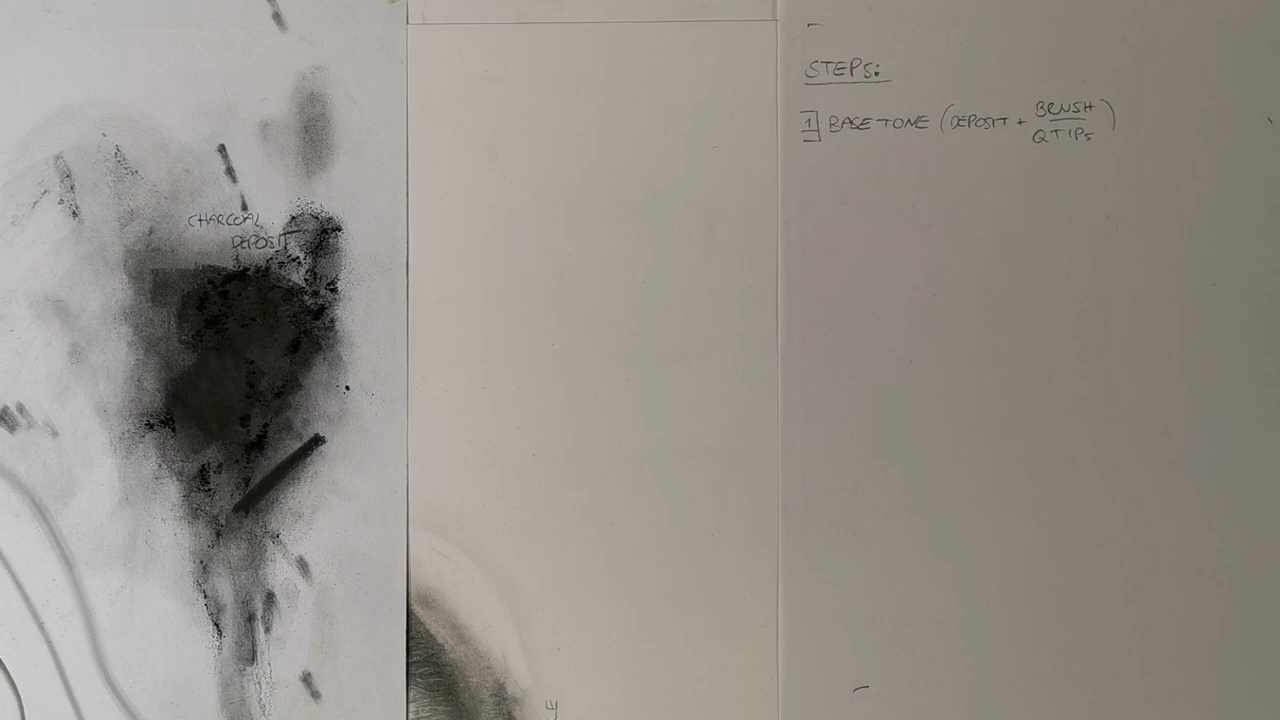 CHARCOAL
DEPOSIT
STEPS:
1 BASE TONE (DEPOSIT + BRUSH
QTIPS)